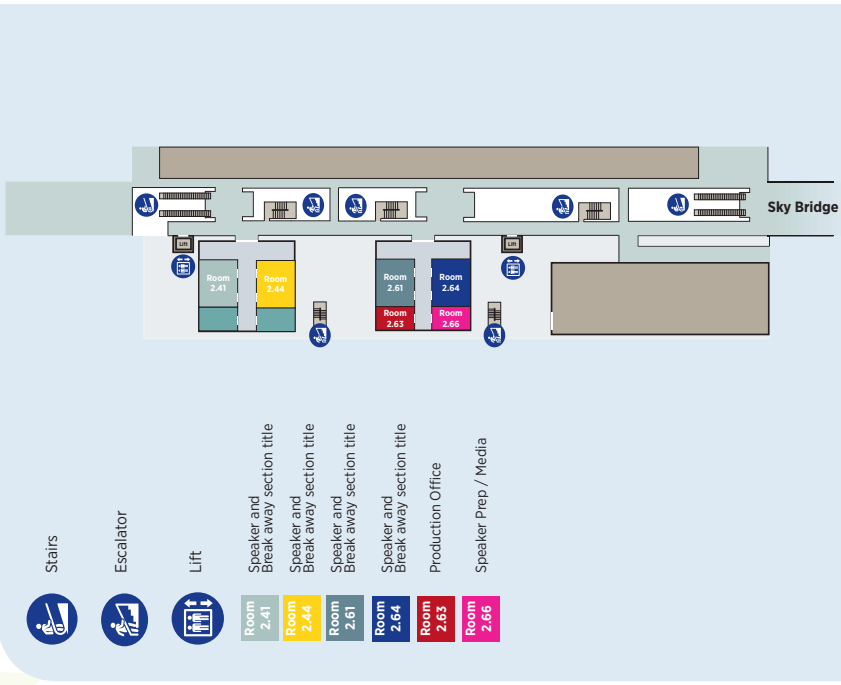 Sky Bridge
Lift
Lift
Room
2.41
Room
2.44
Room
2.61
Room
2.64
Room
2.63
Room
2.66
Stairs
Escalator
Lift
Speaker and
Break away section title
Speaker and
Break away section title
Speaker and
Break away section title
Speaker and
Break away section title
Production Office
Speaker Prep / Media
Room
2.41
Room
2.44
Room
2.61
Room
2.64
Room
2.63
Room
2.66